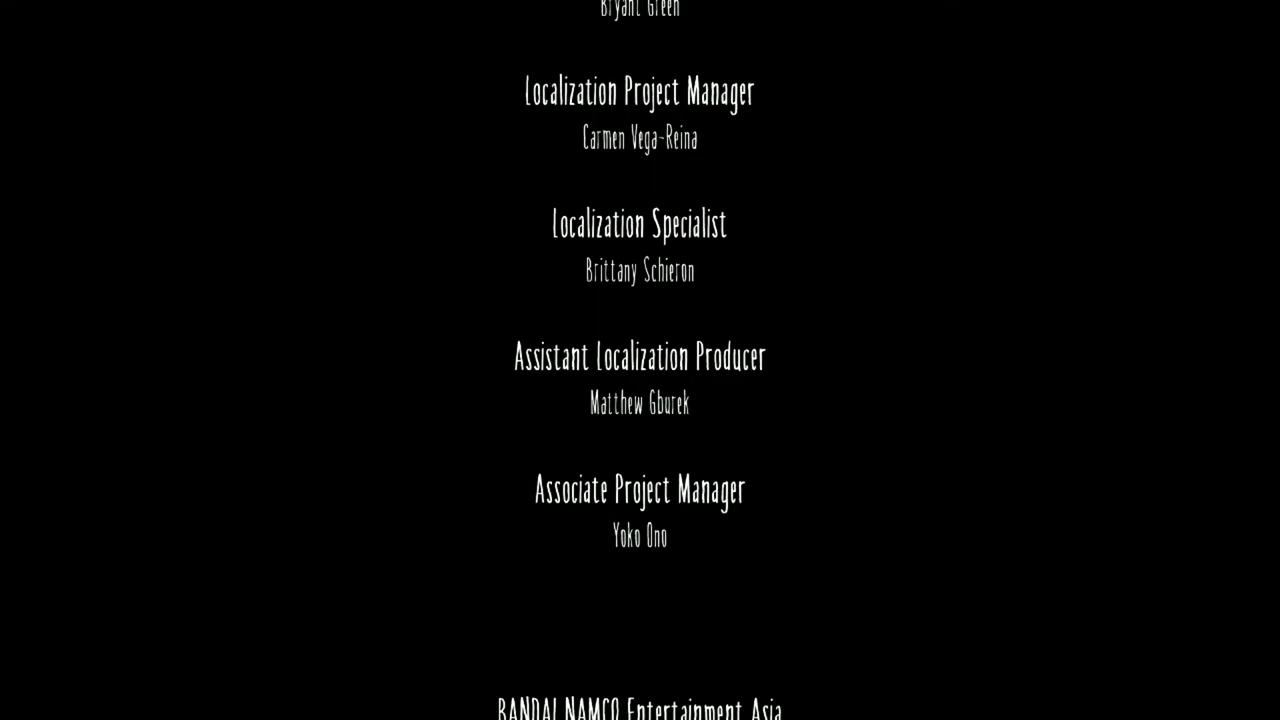 Bryant Green
Localization Project Manager
Carmen Vega-Reina
Localization Specialist
Brittany Schieron
Assistant Localization Producer
Matthew Gburek
Associate Project Manager
Yoko Ono
BANDAI NAMCO Entertainment Asia